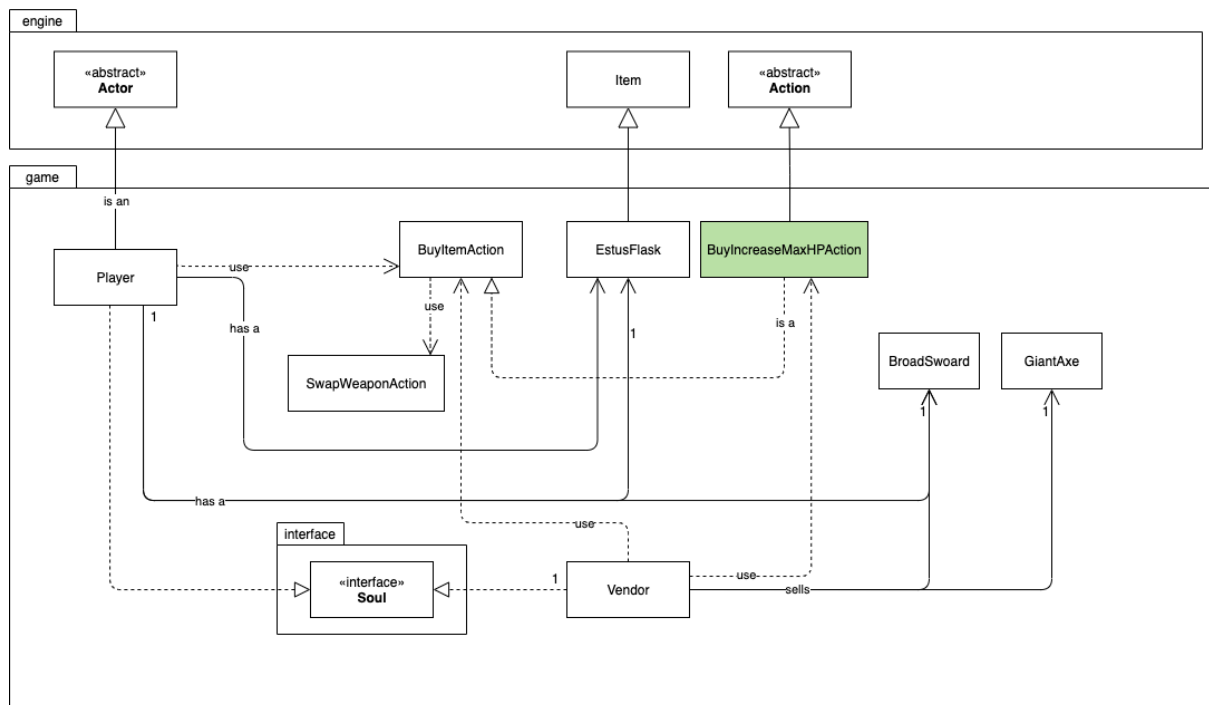 engine
«abstract»
Actor
Item
«abstract»
Action
game
is an
Player
use
BuyItemAction
EstusFlask
BuyIncreaseMaxHPAction
1
has a
use
1
is a
SwapWeaponAction
BroadSwoard
GiantAxe
1
1
has a
use
interface
«interface»
Soul
1
Vendor
use
sells